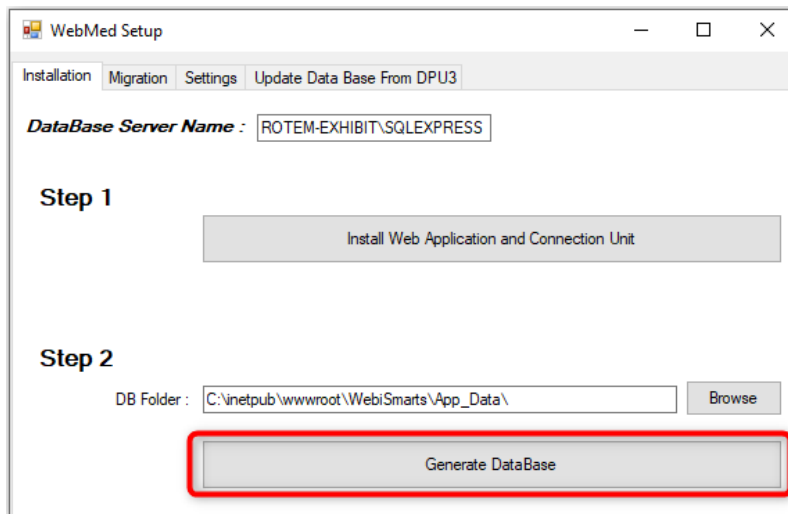 WebMed Setup
Installation Migration Settings Update Data Base From DPU3
DataBase Server Name : ROTEM-EXHIBIT\SQLEXPRESS
Step 1
Install Web Application and Connection Unit
Step 2
DB Folder : C:\inetpub\wwwroot\WebiSmarts\App_Data\ Browse
Generate DataBase